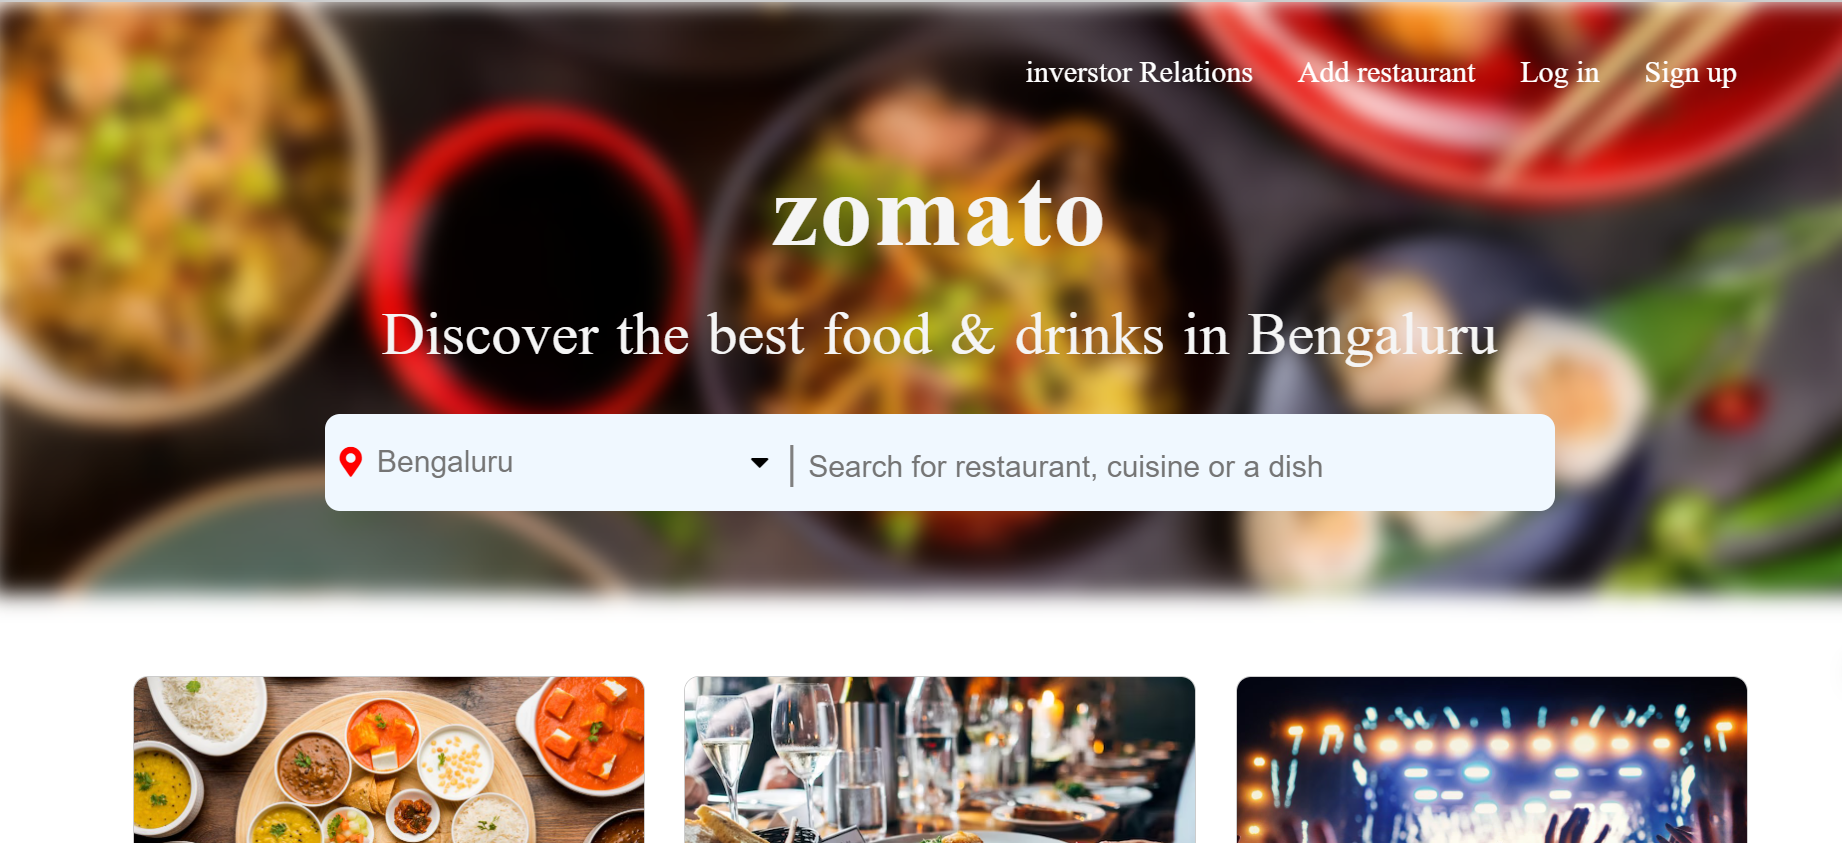 inverstor Relations Add restaurant Log in Sign up
zomato
Discover the best food & drinks in Bengaluru
Bengaluru Search for restaurant, cuisine or a dish